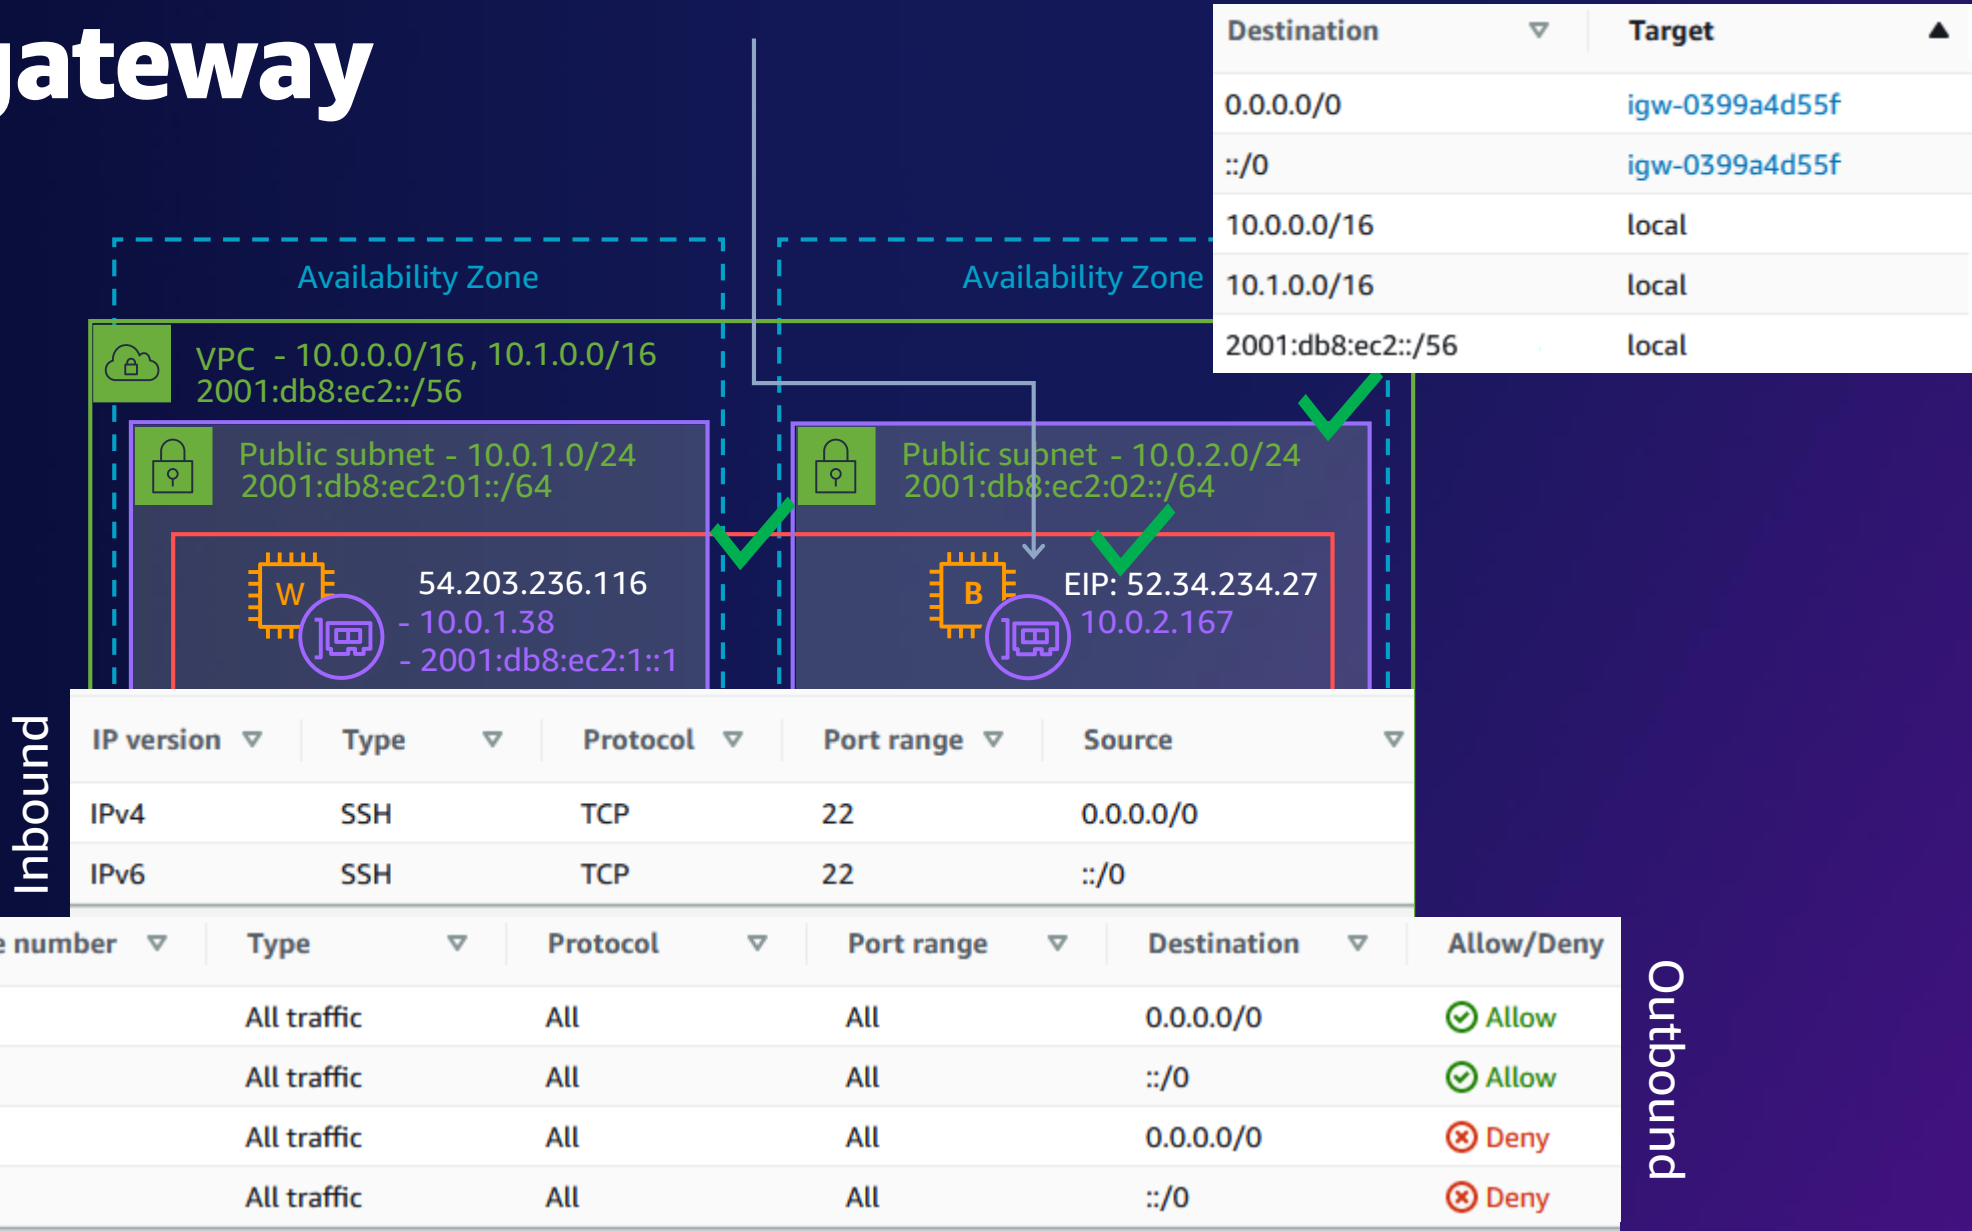 gateway
Destination Target
0.0.0.0/0 igw-0399a4d55f
::/0 igw-0399a4d55f
10.0.0.0/16 local
10.1.0.0/16 local
2001:db8:ec2::/56 local
Availability Zone
Availability Zone
VPC - 10.0.0.0/16 , 10.1.0.0/16
2001:db8:ec2::/56
Public subnet - 10.0.1.0/24
2001:db8:ec2:01::/64
Public subnet - 10.0.2.0/24
2001:db8:ec2:02::/64
W
54.203.236.116
- 10.0.1.38
- 2001:db8:ec2:1::1
B
EIP: 52.34.234.27
10.0.2.167
Inbound
IP version Type Protocol Port range Source
IPv4 SSH TCP 22 0.0.0.0/0
IPv6 SSH TCP 22 ::/0
e number Type Protocol Port range Destination Allow/Deny
All traffic All All 0.0.0.0/0 Allow
All traffic All All ::/0 Allow
All traffic All All 0.0.0.0/0 Deny
All traffic All All ::/0 Deny
Outbound